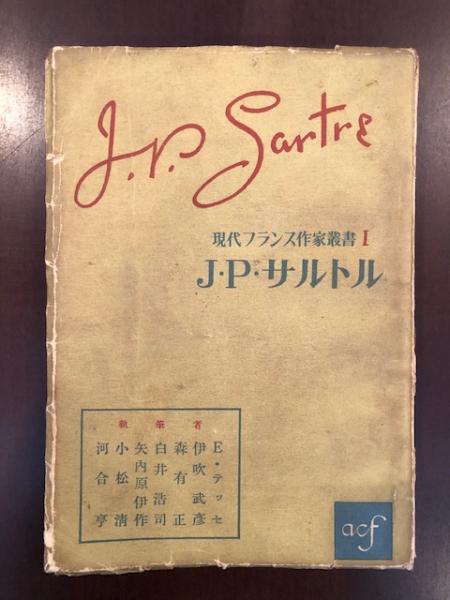 J.P. Sartre
現代フランス作家叢書 I
J・P・サルトル
執筆者
E・テッセ
伊吹武彦
森有正
白井浩司
矢内原伊作
小松清
河合亨
acf